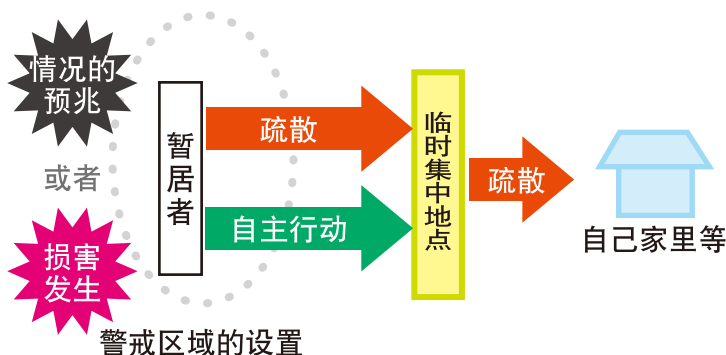 情况的
预兆
或者
损害
发生
暂居者
疏散
自主行动
临时集中地点
疏散
自己家里等
警戒区域的设置